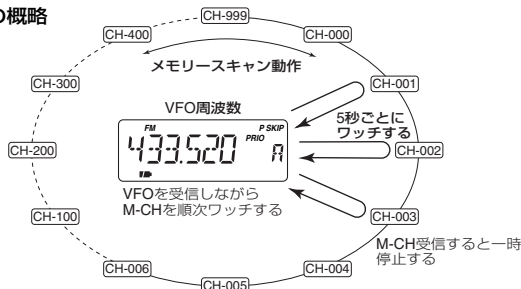 の概略
CH-999
CH-400
CH-000
メモリースキャン動作
CH-300
CH-001
VFO周波数
5秒ごとに
ワッチする
FM
P SKIP
PRIO
433.520
A
CH-200
CH-002
VFOを受信しながら
M-CHを順次ワッチする
CH-100
CH-003
M-CH受信すると一時
停止する
CH-006
CH-004
CH-005